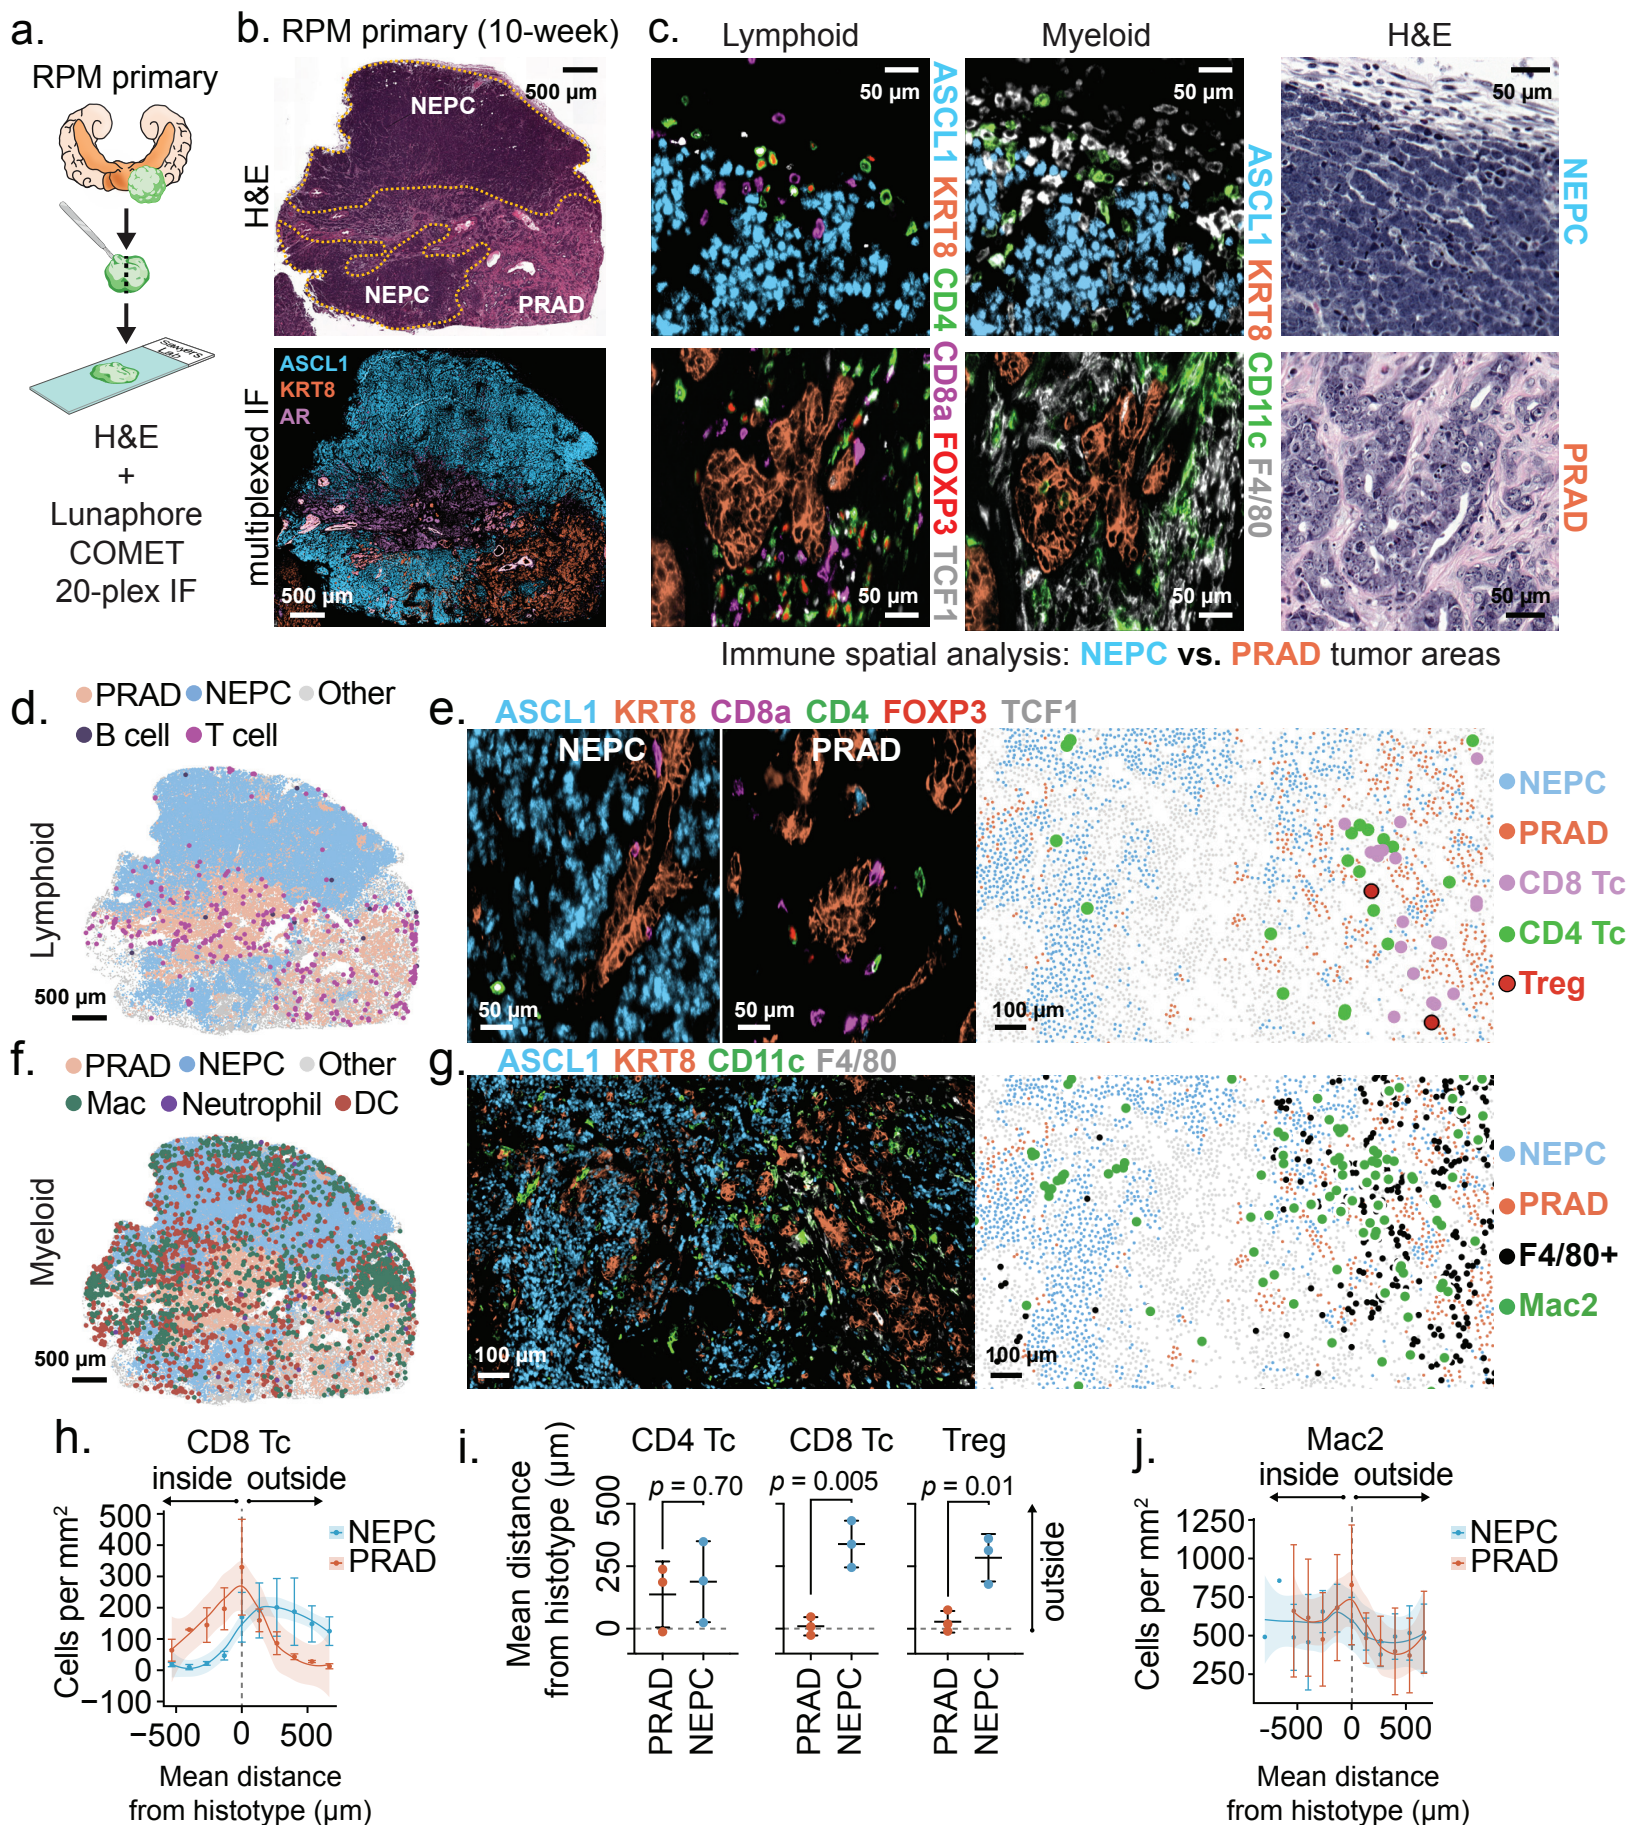 a.
RPM primary
Sawyers
Lab
H&E
+
Lunaphore
COMET
20-plex IF
b. RPM primary (10-week)
H&E
NEPC
500 µm
NEPC
PRAD
multiplexed IF
ASCL1
KRT8
AR
500 µm
c.
Lymphoid
Myeloid
H&E
50 µm
50 µm
50 µm
ASCL1 KRT8 CD4 CD8a FOXP3 TCF1
ASCL1 KRT8 CD11c F4/80
NEPC
50 µm
50 µm
50 µm
PRAD
Immune spatial analysis: NEPC vs. PRAD tumor areas
d.
PRAD NEPC Other
B cell T cell
Lymphoid
500 µm
e.
ASCL1 KRT8 CD8a CD4 FOXP3 TCF1
NEPC
PRAD
50 µm
50 µm
100 µm
NEPC
PRAD
CD8 Tc
CD4 Tc
Treg
f.
PRAD NEPC Other
Mac Neutrophil DC
Myeloid
500 µm
g.
ASCL1 KRT8 CD11c F4/80
100 µm
100 µm
NEPC
PRAD
F4/80+
Mac2
h.
CD8 Tc
inside outside
Cells per mm²
500
400
300
200
100
0
−100
NEPC
PRAD
−500 0 500
Mean distance
from histotype (µm)
i.
Mean distance
from histotype (µm)
CD4 Tc
CD8 Tc
Treg
p = 0.70
p = 0.005
p = 0.01
500
250
0
outside
PRAD
NEPC
PRAD
NEPC
PRAD
NEPC
j.
Mac2
inside outside
Cells per mm²
1250
1000
750
500
250
NEPC
PRAD
-500 0 500
Mean distance
from histotype (µm)